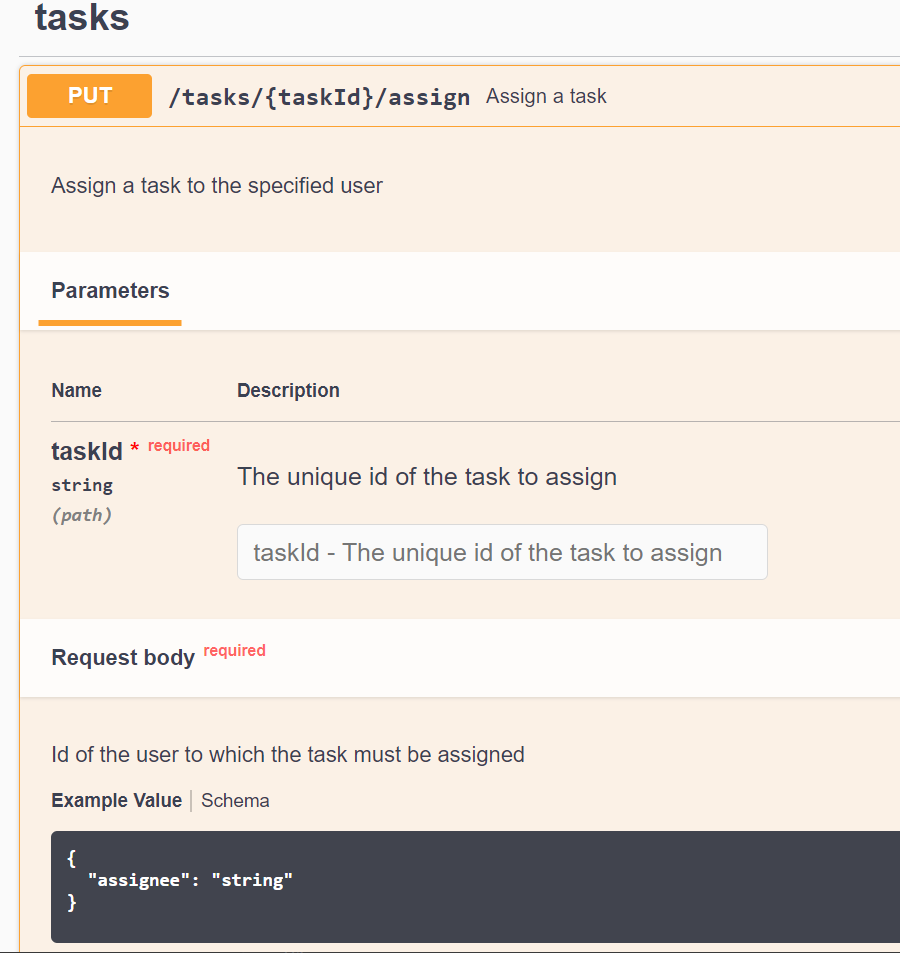 tasks
PUT /tasks/{taskId}/assign Assign a task
Assign a task to the specified user
Parameters
Name Description
taskId * required
string
(path)
The unique id of the task to assign
taskId - The unique id of the task to assign
Request body required
Id of the user to which the task must be assigned
Example Value | Schema
{
  "assignee": "string"
}